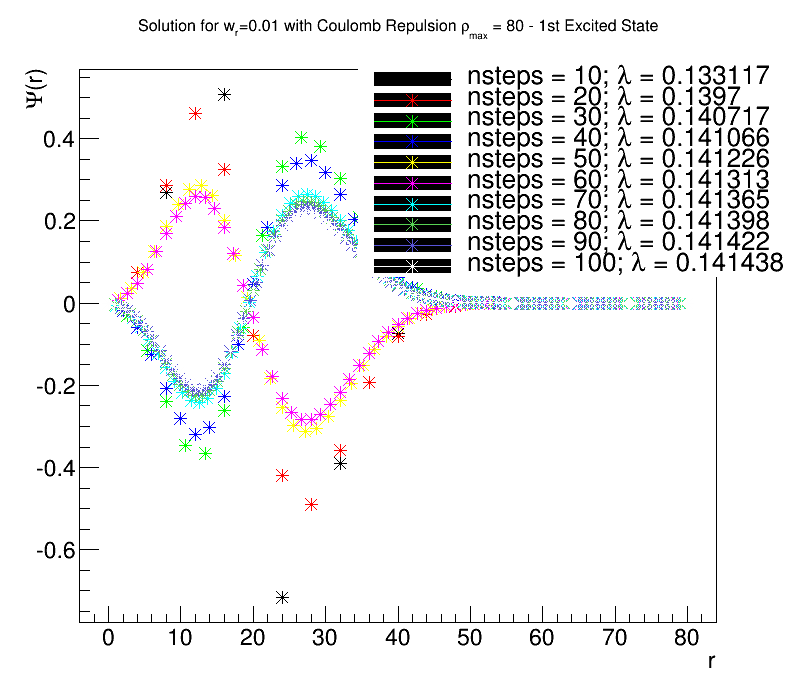 Solution for wr=0.01 with Coulomb Repulsion ρmax = 80 - 1st Excited State
Ψ(r)
nsteps = 10; λ = 0.133117
nsteps = 20; λ = 0.1397
nsteps = 30; λ = 0.140717
nsteps = 40; λ = 0.141066
nsteps = 50; λ = 0.141226
nsteps = 60; λ = 0.141313
nsteps = 70; λ = 0.141365
nsteps = 80; λ = 0.141398
nsteps = 90; λ = 0.141422
nsteps = 100; λ = 0.141438
0.4
0.2
0
-0.2
-0.4
-0.6
0 10 20 30 40 50 60 70 80
r